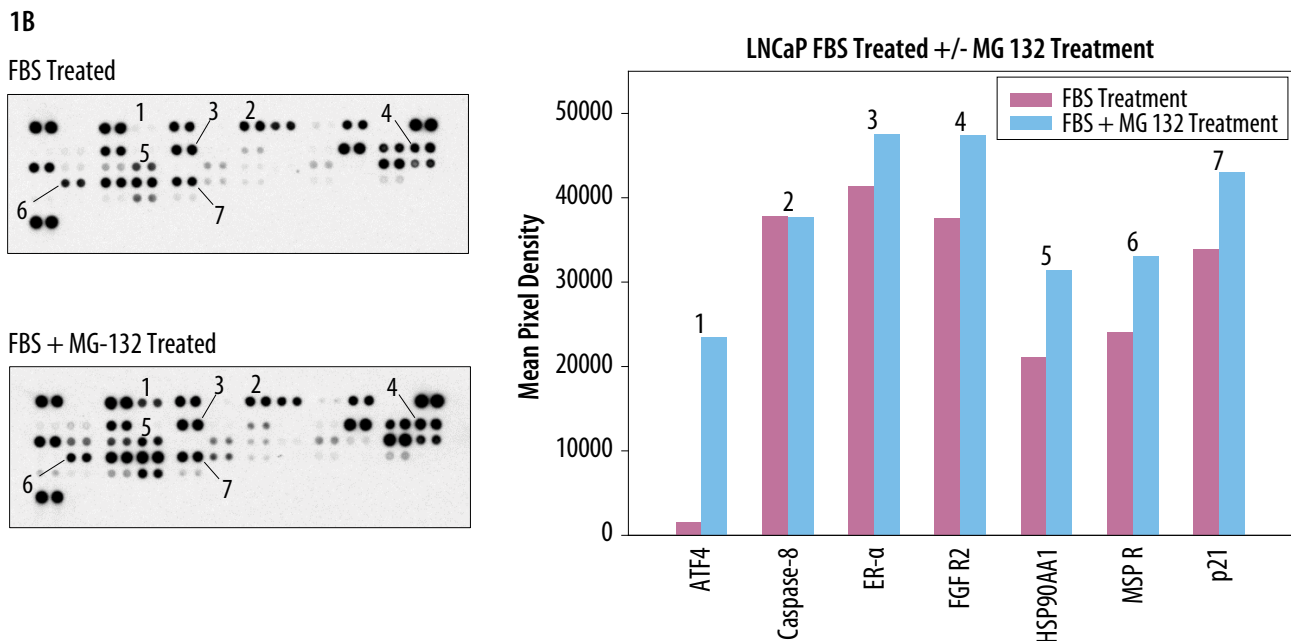 1B
FBS Treated
1
2
3
4
5
6
7
FBS + MG-132 Treated
1
2
3
4
5
6
7
LNCaP FBS Treated +/- MG 132 Treatment
FBS Treatment
FBS + MG 132 Treatment
Mean Pixel Density
50000
40000
30000
20000
10000
0
1
2
3
4
5
6
7
ATF4
Caspase-8
ER-α
FGF R2
HSP90AA1
MSP R
p21